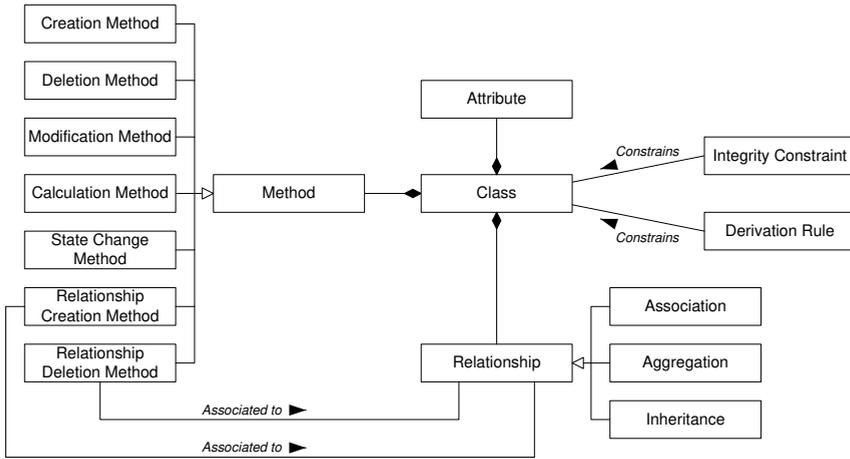 Creation Method
Deletion Method
Modification Method
Calculation Method
State Change
Method
Relationship
Creation Method
Relationship
Deletion Method
Method
Attribute
Class
Relationship
Constrains
Integrity Constraint
Constrains
Derivation Rule
Association
Aggregation
Inheritance
Associated to
Associated to